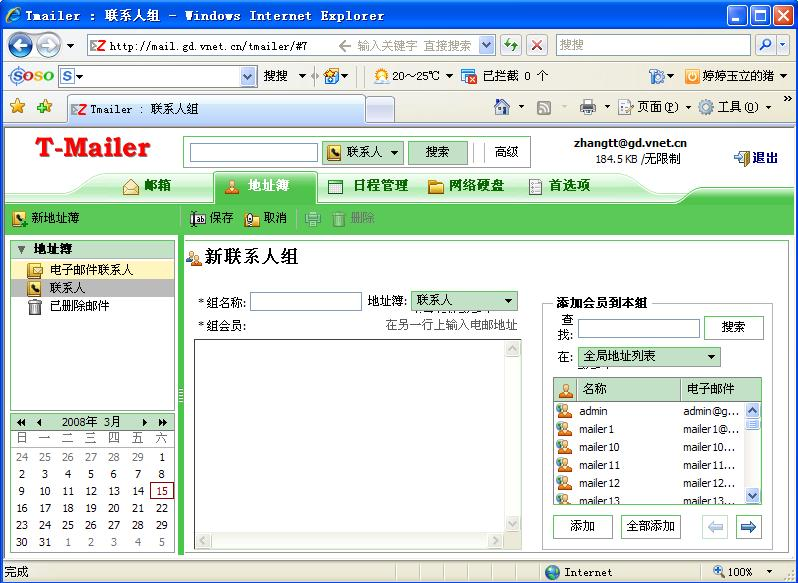 Tmailer : 联系人组 - Windows Internet Explorer
http://mail.gd.vnet.cn/tmailer/#7 输入关键字 直接搜索 搜搜
Soso S 搜搜 20～25℃ 已拦截 0 个 婷婷玉立的猪
Tmailer : 联系人组 页面(P) 工具(O) »
T-Mailer 联系人 搜索 高级 zhangtt@gd.vnet.cn
184.5 KB /无限制 退出
邮箱 地址簿 日程管理 网络硬盘 首选项
新地址簿 保存 取消 删除
地址簿
电子邮件联系人
联系人
已删除邮件
2008年 3月
日 一 二 三 四 五 六
24 25 26 27 28 29 1
2 3 4 5 6 7 8
9 10 11 12 13 14 15
16 17 18 19 20 21 22
23 24 25 26 27 28 29
30 31 1 2 3 4 5
新联系人组
*组名称: 地址簿: 联系人
*组会员: 在另一行上输入电邮地址
添加会员到本组
查找: 搜索
在: 全局地址列表
名称 电子邮件
admin admin@g...
mailer1 mailer1@...
mailer10 mailer10...
mailer11 mailer11...
mailer12 mailer12...
mailer13 mailer13...
添加 全部添加
完成 Internet 100%